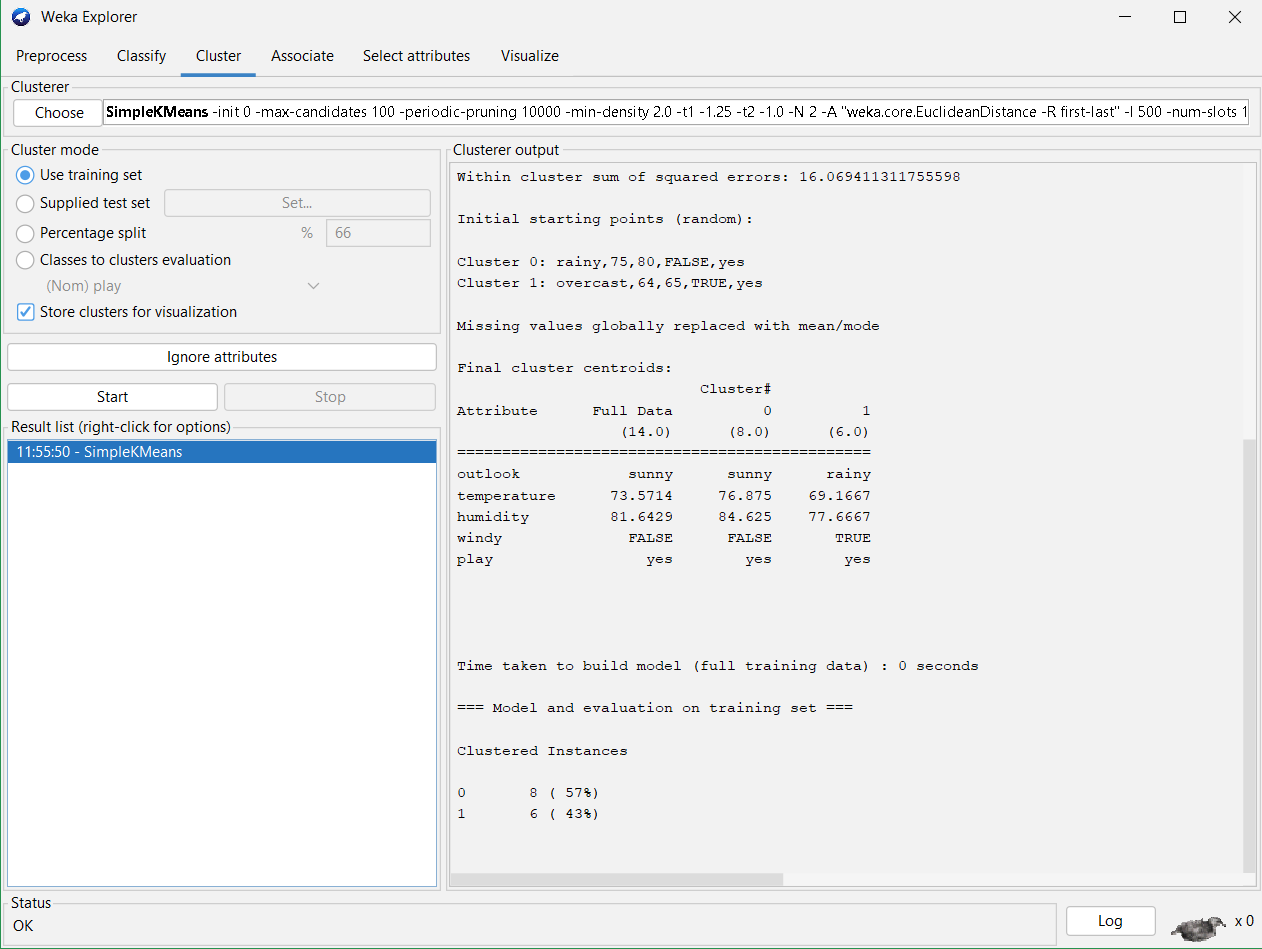 Weka Explorer
Preprocess Classify Cluster Associate Select attributes Visualize
Clusterer
Choose SimpleKMeans -init 0 -max-candidates 100 -periodic-pruning 10000 -min-density 2.0 -t1 -1.25 -t2 -1.0 -N 2 -A "weka.core.EuclideanDistance -R first-last" -I 500 -num-slots 1
Cluster mode
Use training set
Supplied test set Set...
Percentage split % 66
Classes to clusters evaluation
(Nom) play
Store clusters for visualization
Ignore attributes
Start Stop
Result list (right-click for options)
11:55:50 - SimpleKMeans
Clusterer output
Within cluster sum of squared errors: 16.069411311755598
Initial starting points (random):
Cluster 0: rainy,75,80,FALSE,yes
Cluster 1: overcast,64,65,TRUE,yes
Missing values globally replaced with mean/mode
Final cluster centroids:
Cluster#
Attribute Full Data 0 1
(14.0) (8.0) (6.0)
==============================================
outlook sunny sunny rainy
temperature 73.5714 76.875 69.1667
humidity 81.6429 84.625 77.6667
windy FALSE FALSE TRUE
play yes yes yes
Time taken to build model (full training data) : 0 seconds
=== Model and evaluation on training set ===
Clustered Instances
0 8 ( 57%)
1 6 ( 43%)
Status
OK
Log x 0